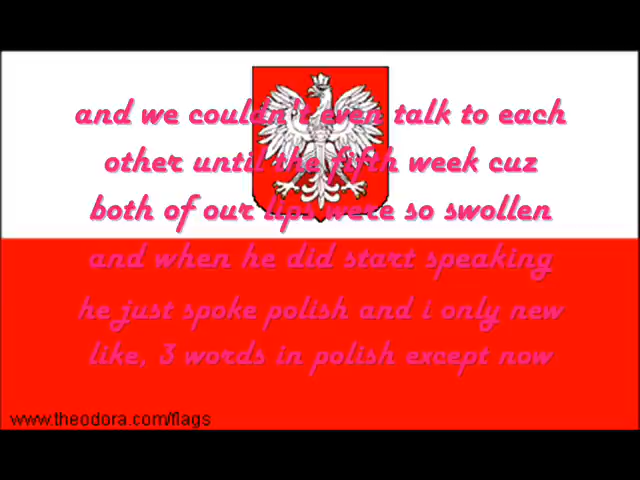 and we couldn't even talk to each
other until the fifth week cuz
both of our lips were so swollen
and when he did start speaking
he just spoke polish and i only new
like, 3 words in polish except now
www.theodora.com/flags